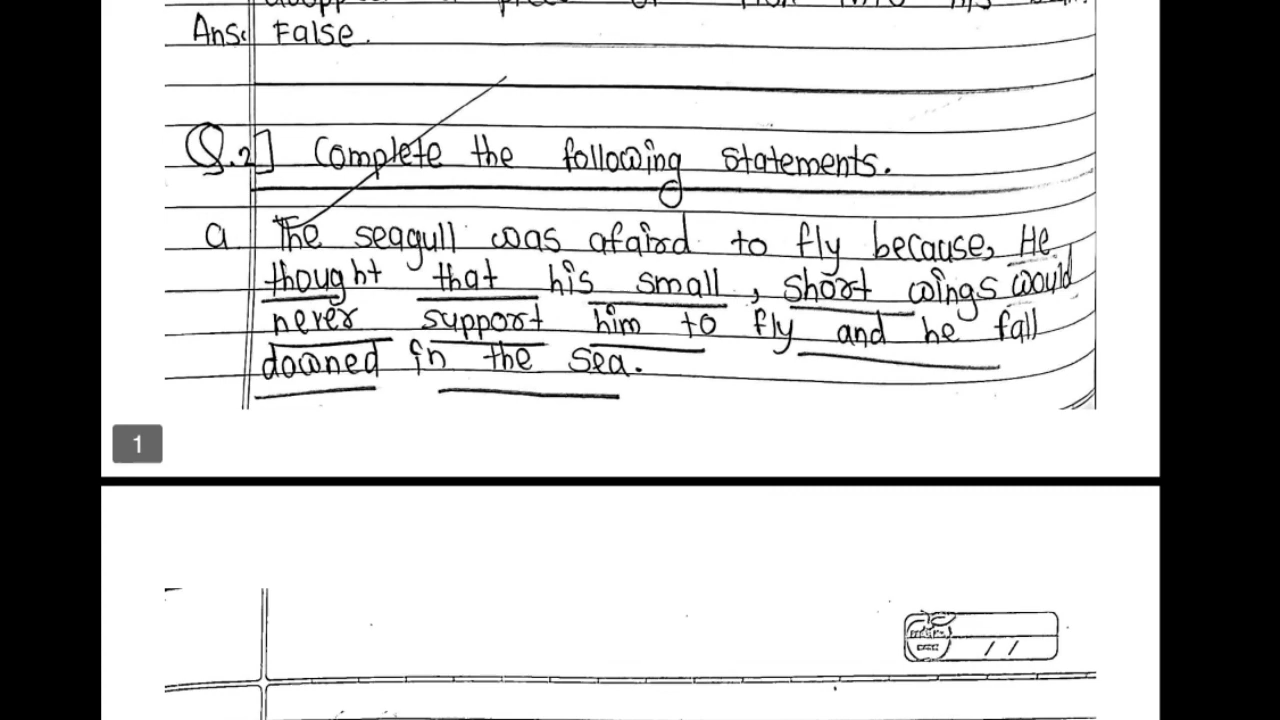 Ans: False.
Q.2] Complete the following statements.
a. The seagull was afaird to fly because, He
thought that his small, short wings would
never support him to fly and he fall
downed in the sea.
1
/ /